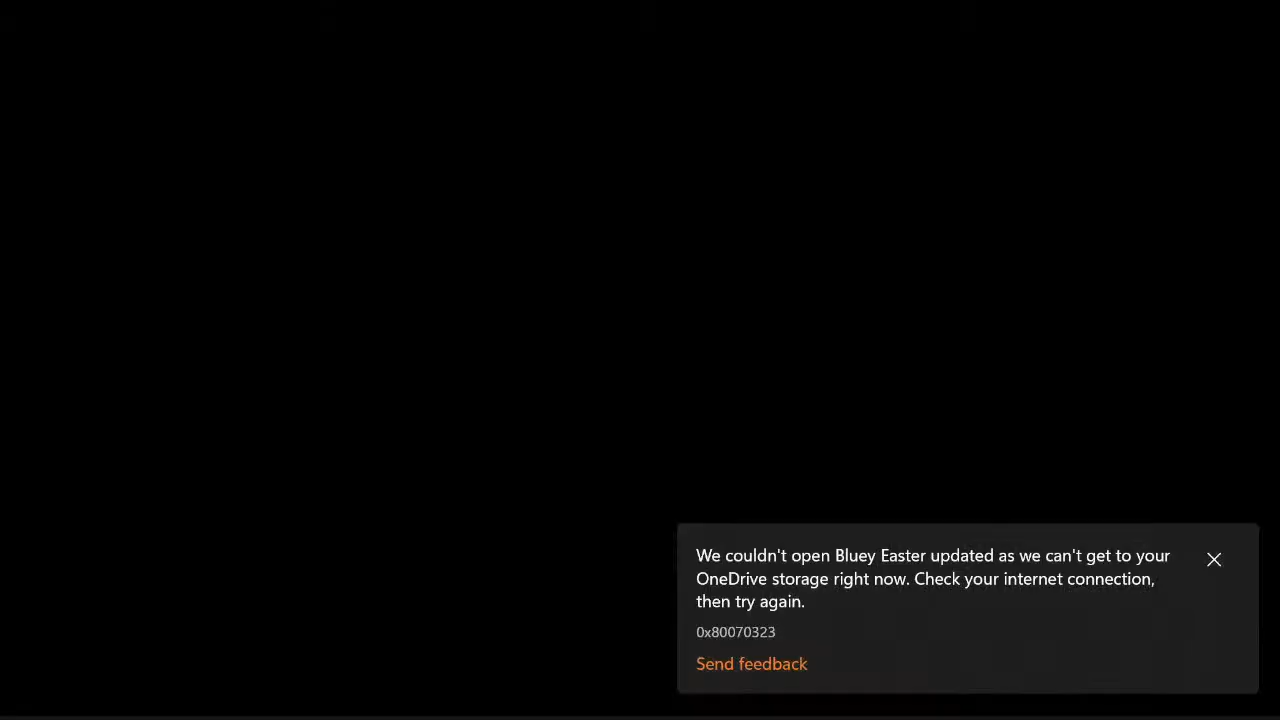 We couldn't open Bluey Easter updated as we can't get to your
OneDrive storage right now. Check your internet connection,
then try again.
0x80070323
Send feedback